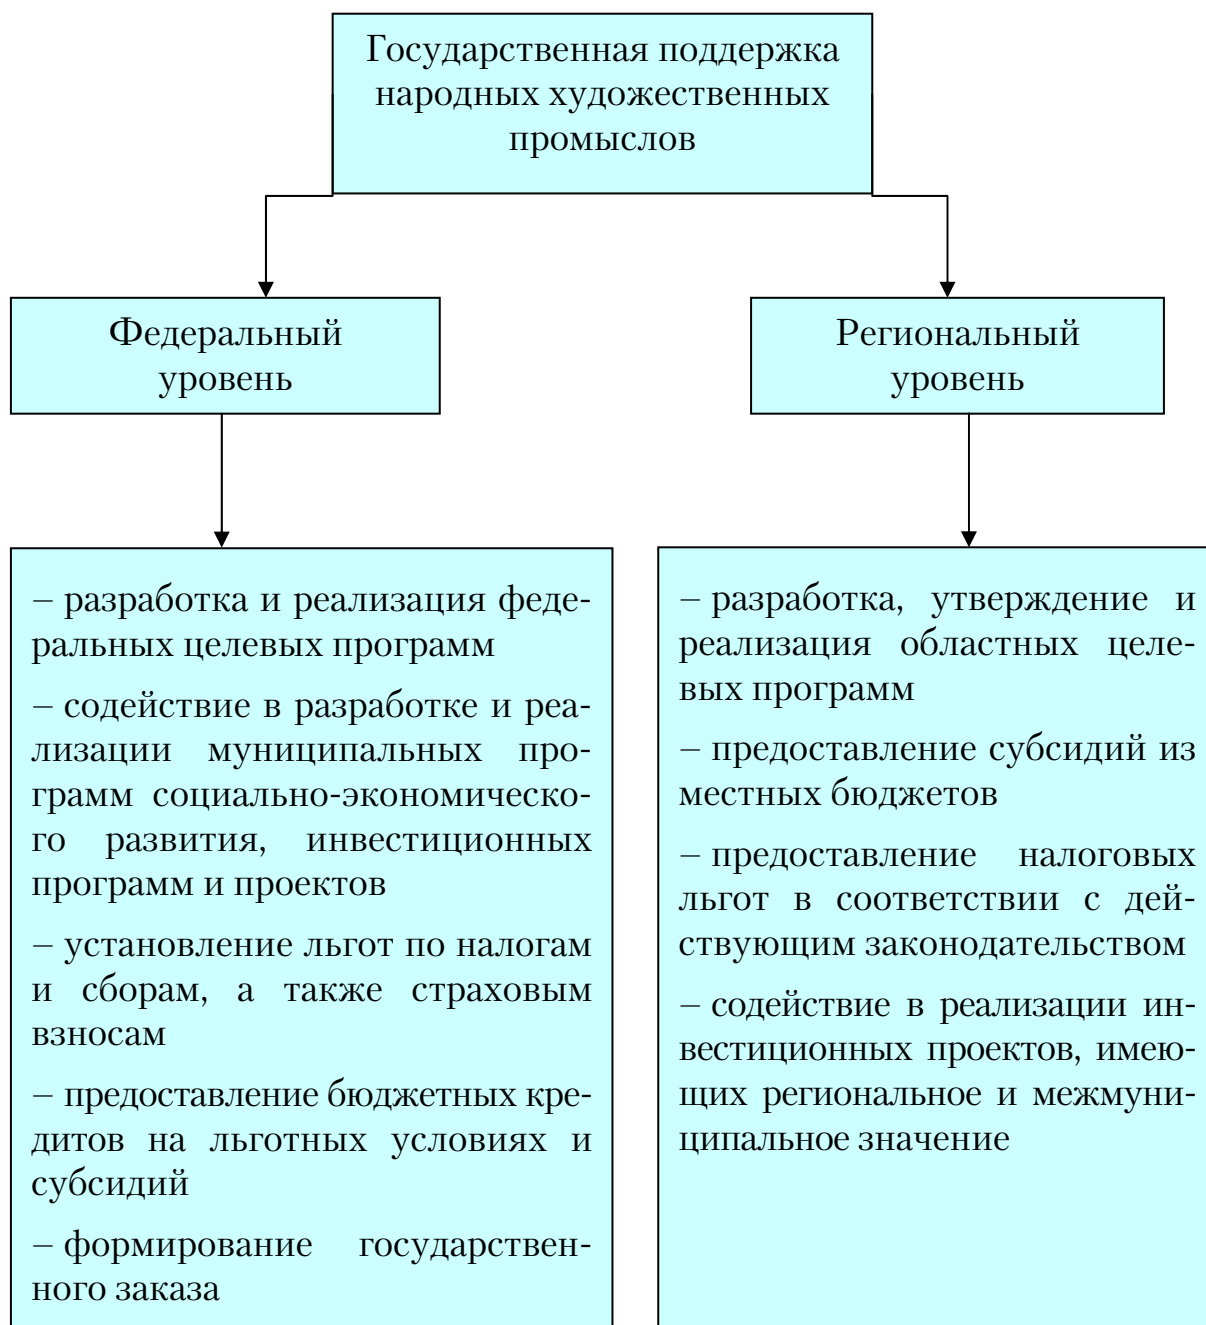 Государственная поддержка
народных художественных
промыслов
Федеральный
уровень
Региональный
уровень
– разработка и реализация феде-
ральных целевых программ
– содействие в разработке и реа-
лизации муниципальных про-
грамм социально-экономическо-
го развития, инвестиционных
программ и проектов
– установление льгот по налогам
и сборам, а также страховым
взносам
– предоставление бюджетных кре-
дитов на льготных условиях и
субсидий
– формирование государствен-
ного заказа
– разработка, утверждение и
реализация областных целе-
вых программ
– предоставление субсидий из
местных бюджетов
– предоставление налоговых
льгот в соответствии с дей-
ствующим законодательством
– содействие в реализации ин-
вестиционных проектов, имею-
щих региональное и межмуни-
ципальное значение